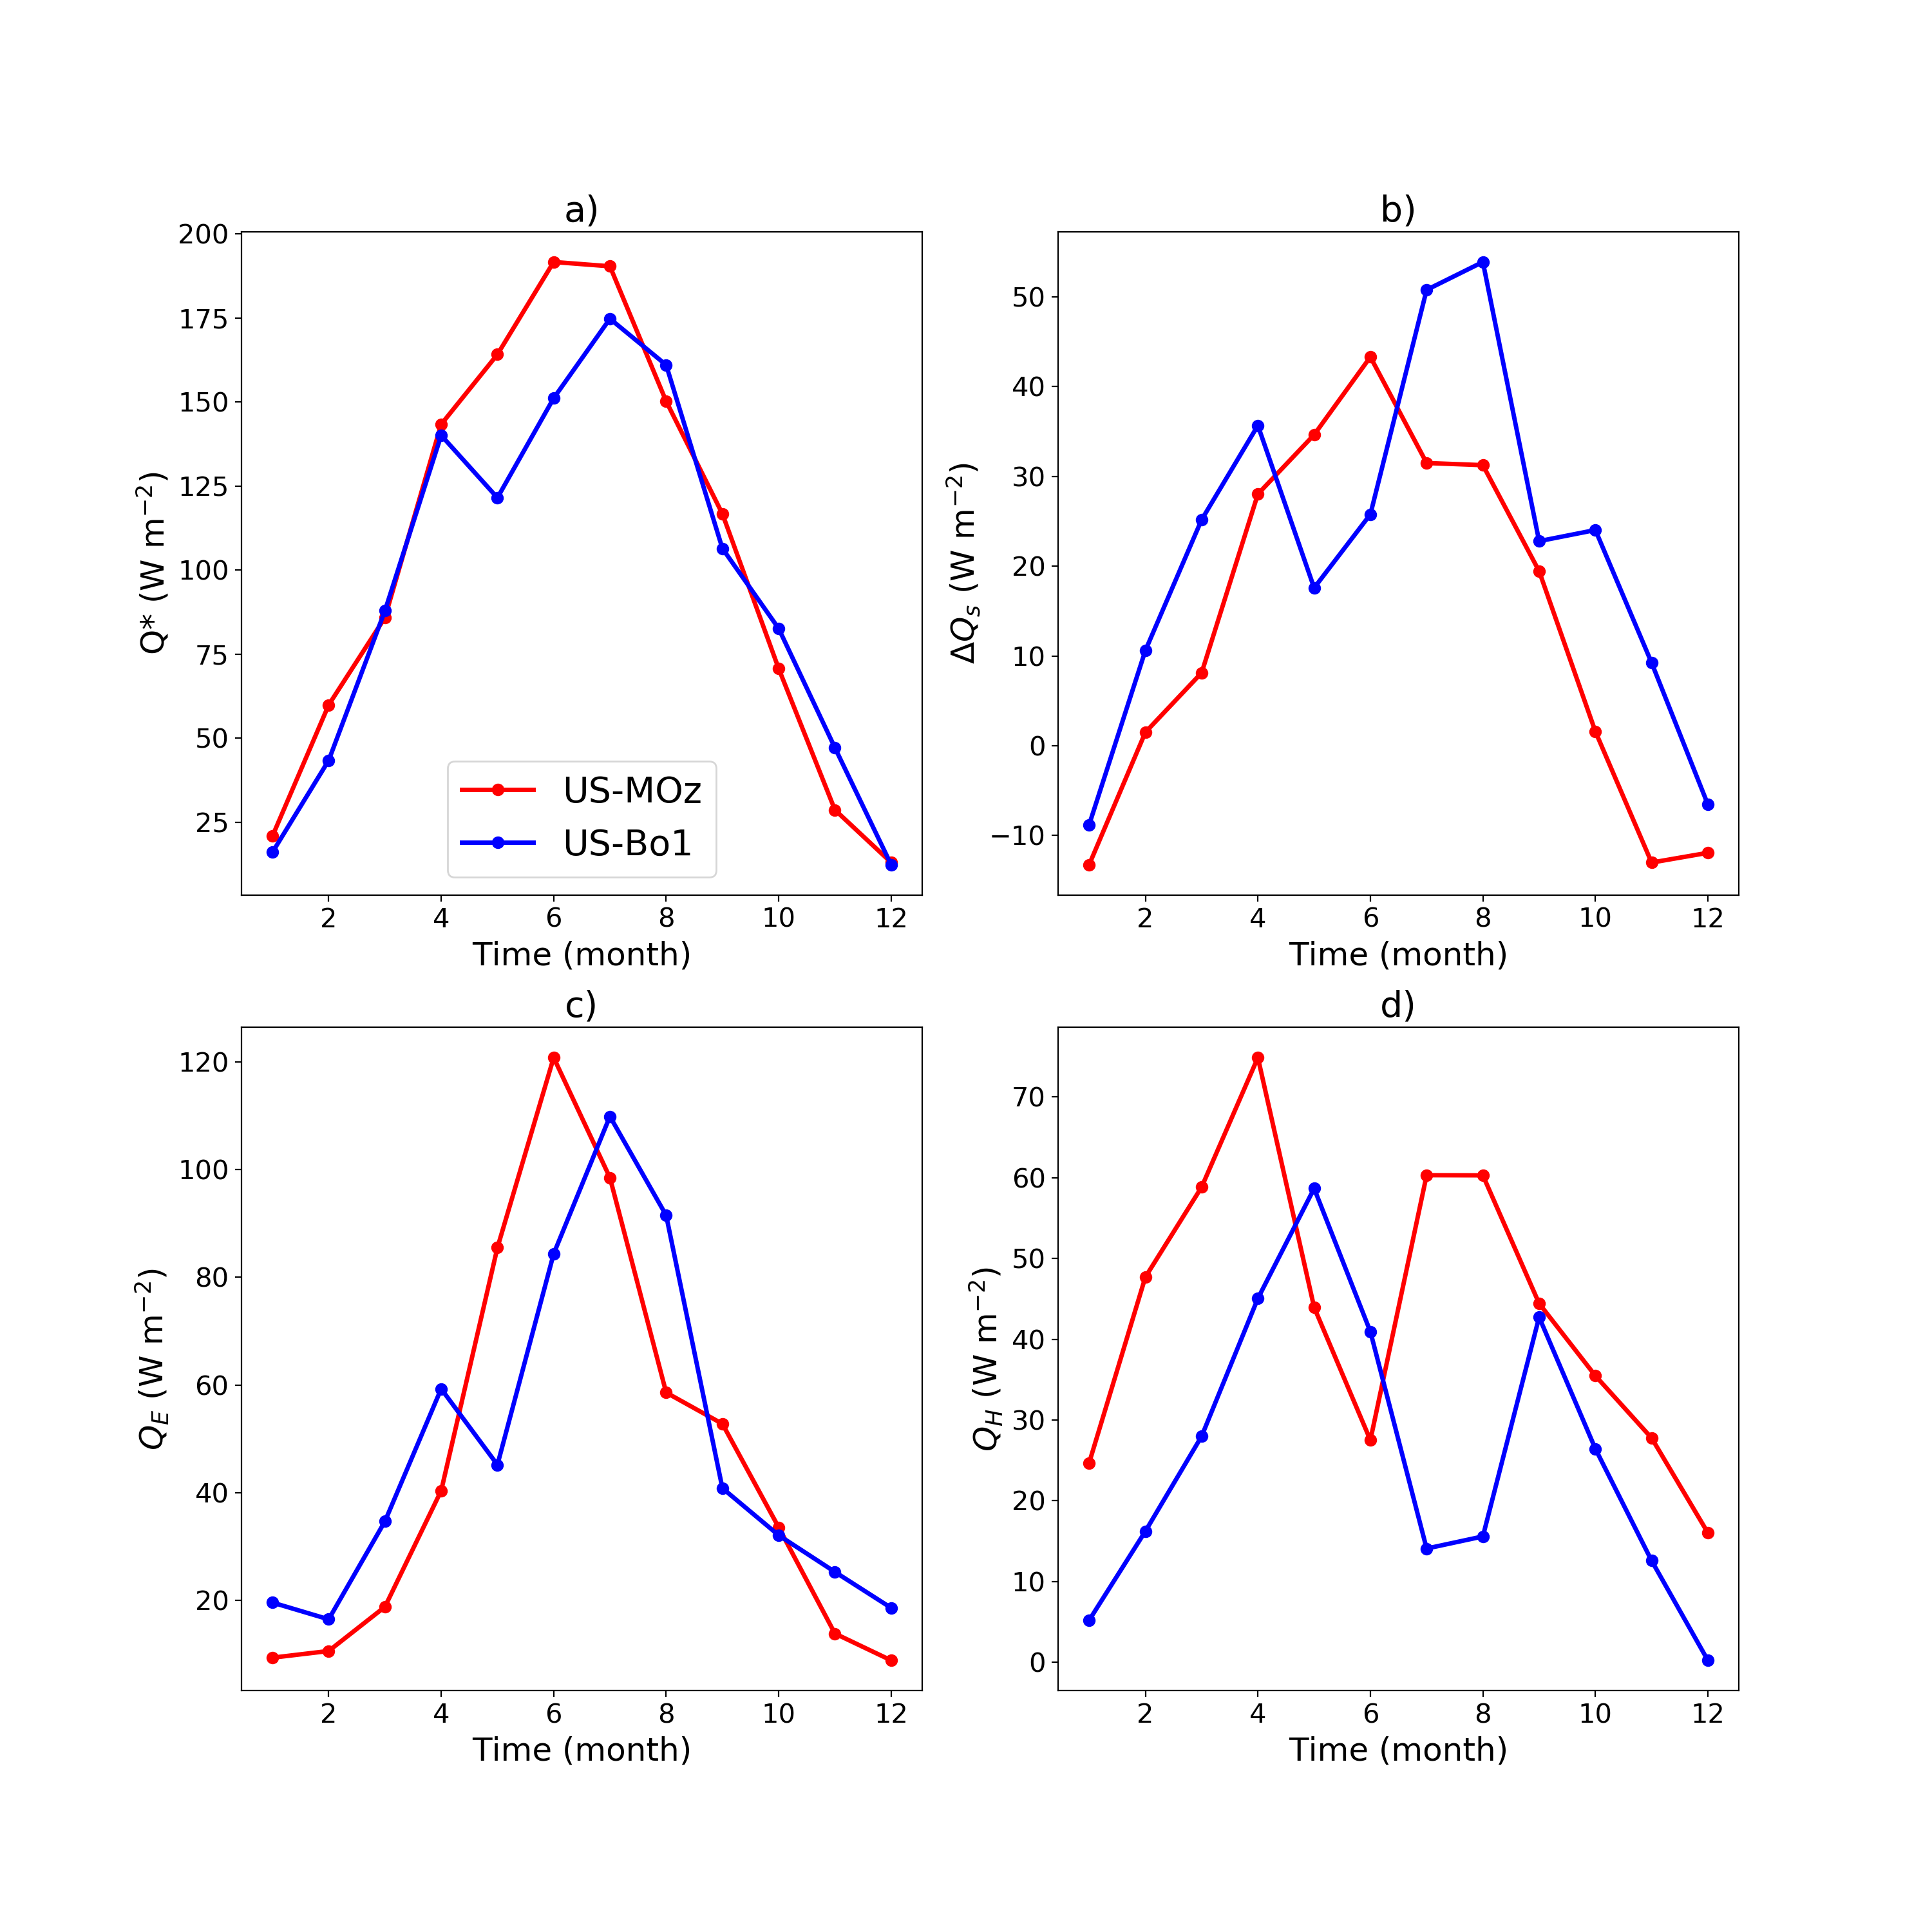 a)
200
175
150
125
100
75
50
25
Q* (W m⁻²)
US-MOz
US-Bo1
2 4 6 8 10 12
Time (month)
b)
50
40
30
20
10
0
−10
ΔQₛ (W m⁻²)
2 4 6 8 10 12
Time (month)
c)
120
100
80
60
40
20
Q_E (W m⁻²)
2 4 6 8 10 12
Time (month)
d)
70
60
50
40
30
20
10
0
Q_H (W m⁻²)
2 4 6 8 10 12
Time (month)